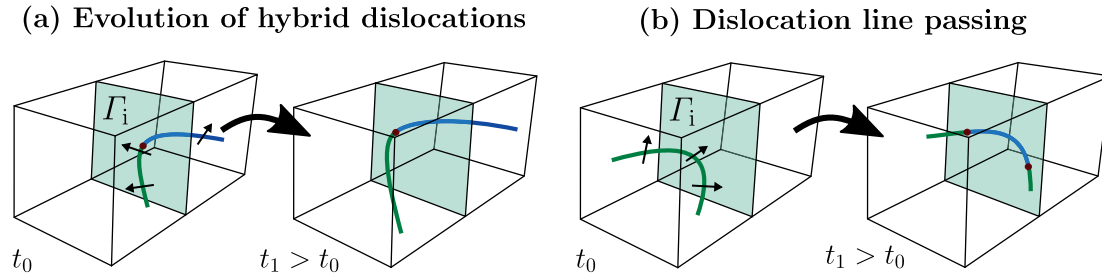 (a) Evolution of hybrid dislocations
(b) Dislocation line passing
Γᵢ
Γᵢ
t₀
t₁ > t₀
t₀
t₁ > t₀